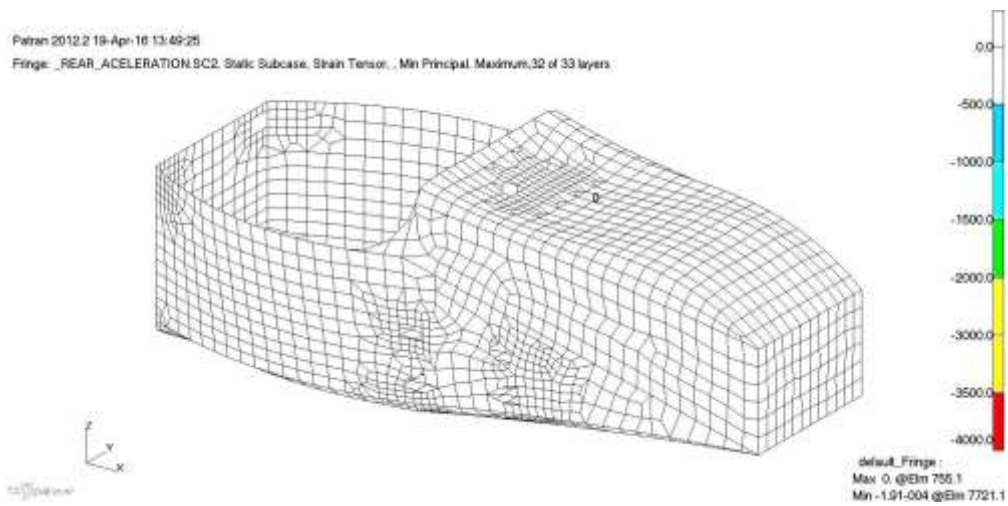 Patran 2012.2 19-Apr-16 13:49:25
Fringe: _REAR_ACELERATION.SC2, Static Subcase, Strain Tensor, , Min Principal, Maximum,32 of 33 layers
0.0
-500.0
-1000.0
-1500.0
-2000.0
-3000.0
-3500.0
-4000.0
0
Z
Y
X
default_Fringe :
Max 0. @Elm 755.1
Min -1.91-004 @Elm 7721.1